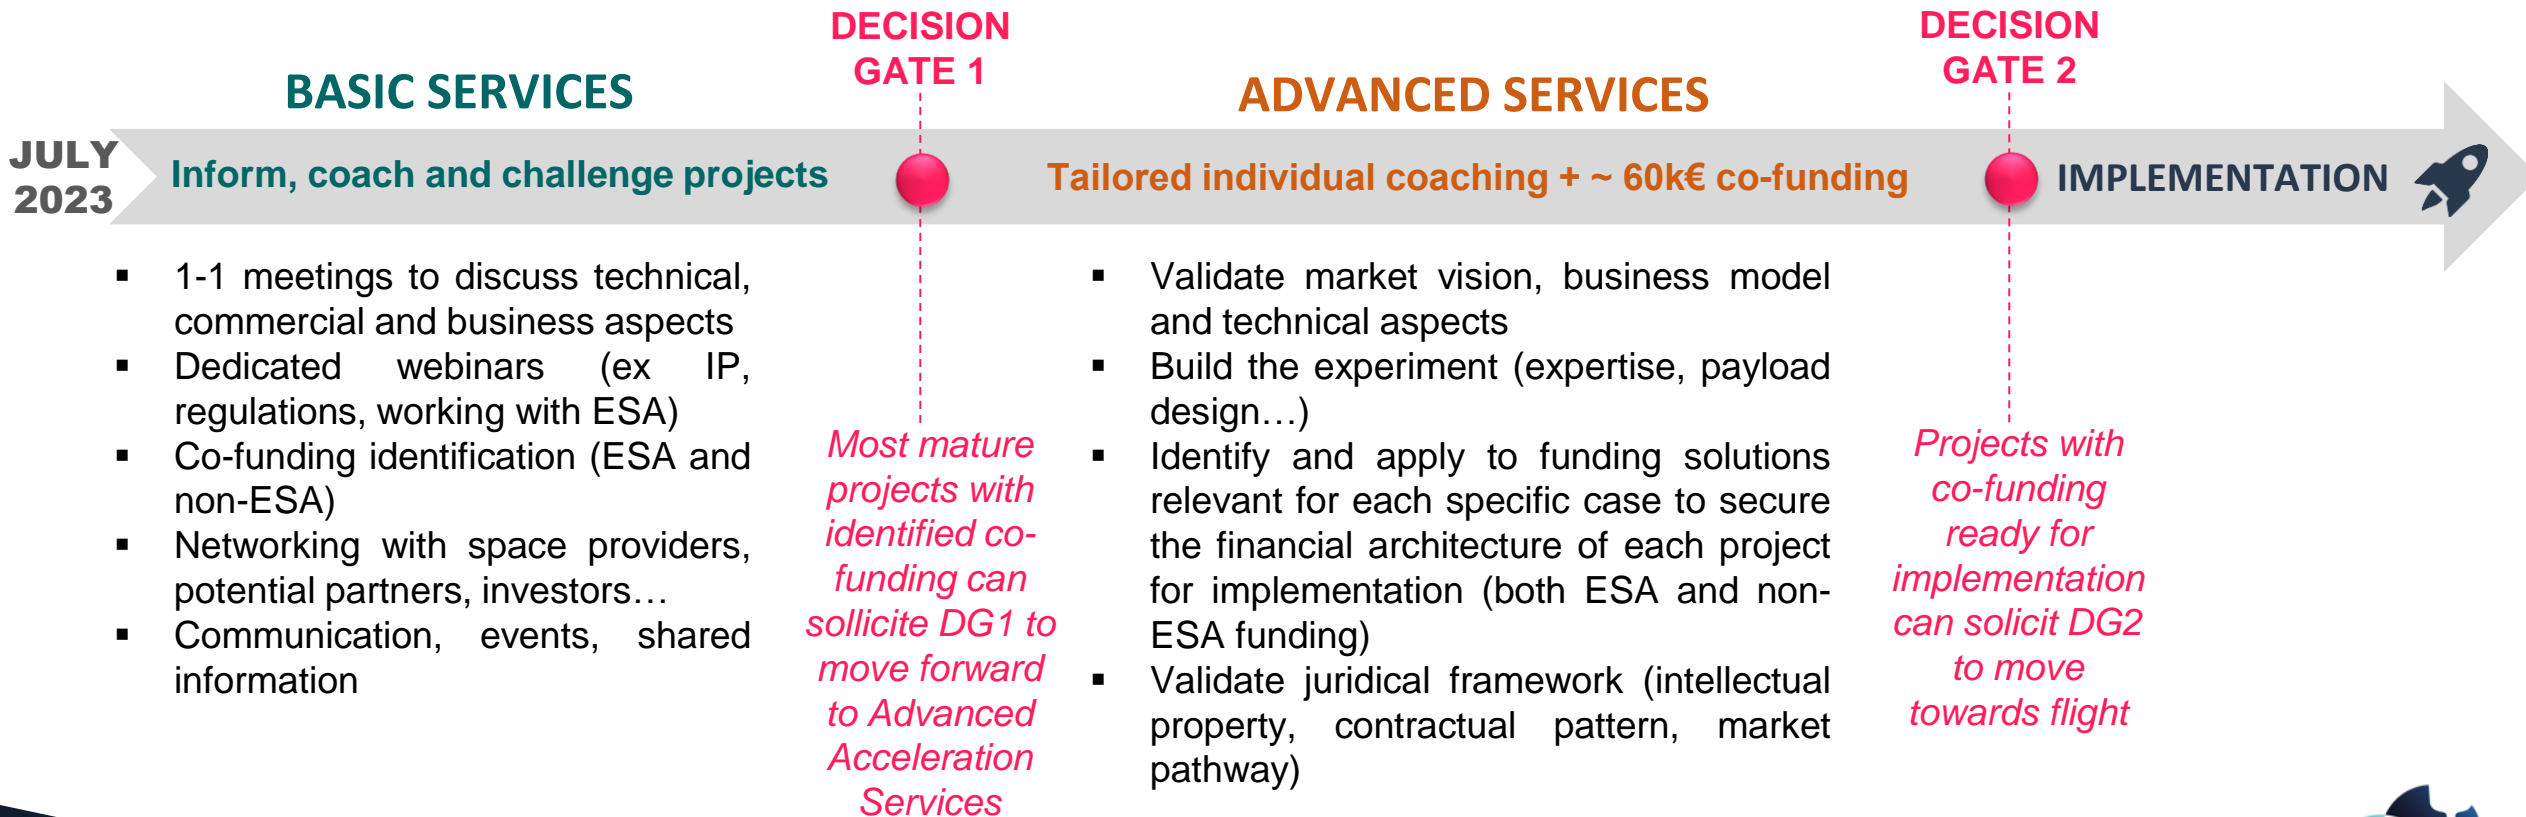 DECISION
GATE 1
DECISION
GATE 2
BASIC SERVICES
ADVANCED SERVICES
JULY
2023
Inform, coach and challenge projects
Tailored individual coaching + ~ 60k€ co-funding
IMPLEMENTATION
▪ 1-1 meetings to discuss technical,
commercial and business aspects
▪ Dedicated webinars (ex IP,
regulations, working with ESA)
▪ Co-funding identification (ESA and
non-ESA)
▪ Networking with space providers,
potential partners, investors…
▪ Communication, events, shared
information
Most mature
projects with
identified co-
funding can
sollicite DG1 to
move forward
to Advanced
Acceleration
Services
▪ Validate market vision, business model
and technical aspects
▪ Build the experiment (expertise, payload
design…)
▪ Identify and apply to funding solutions
relevant for each specific case to secure
the financial architecture of each project
for implementation (both ESA and non-
ESA funding)
▪ Validate juridical framework (intellectual
property, contractual pattern, market
pathway)
Projects with
co-funding
ready for
implementation
can solicit DG2
to move
towards flight